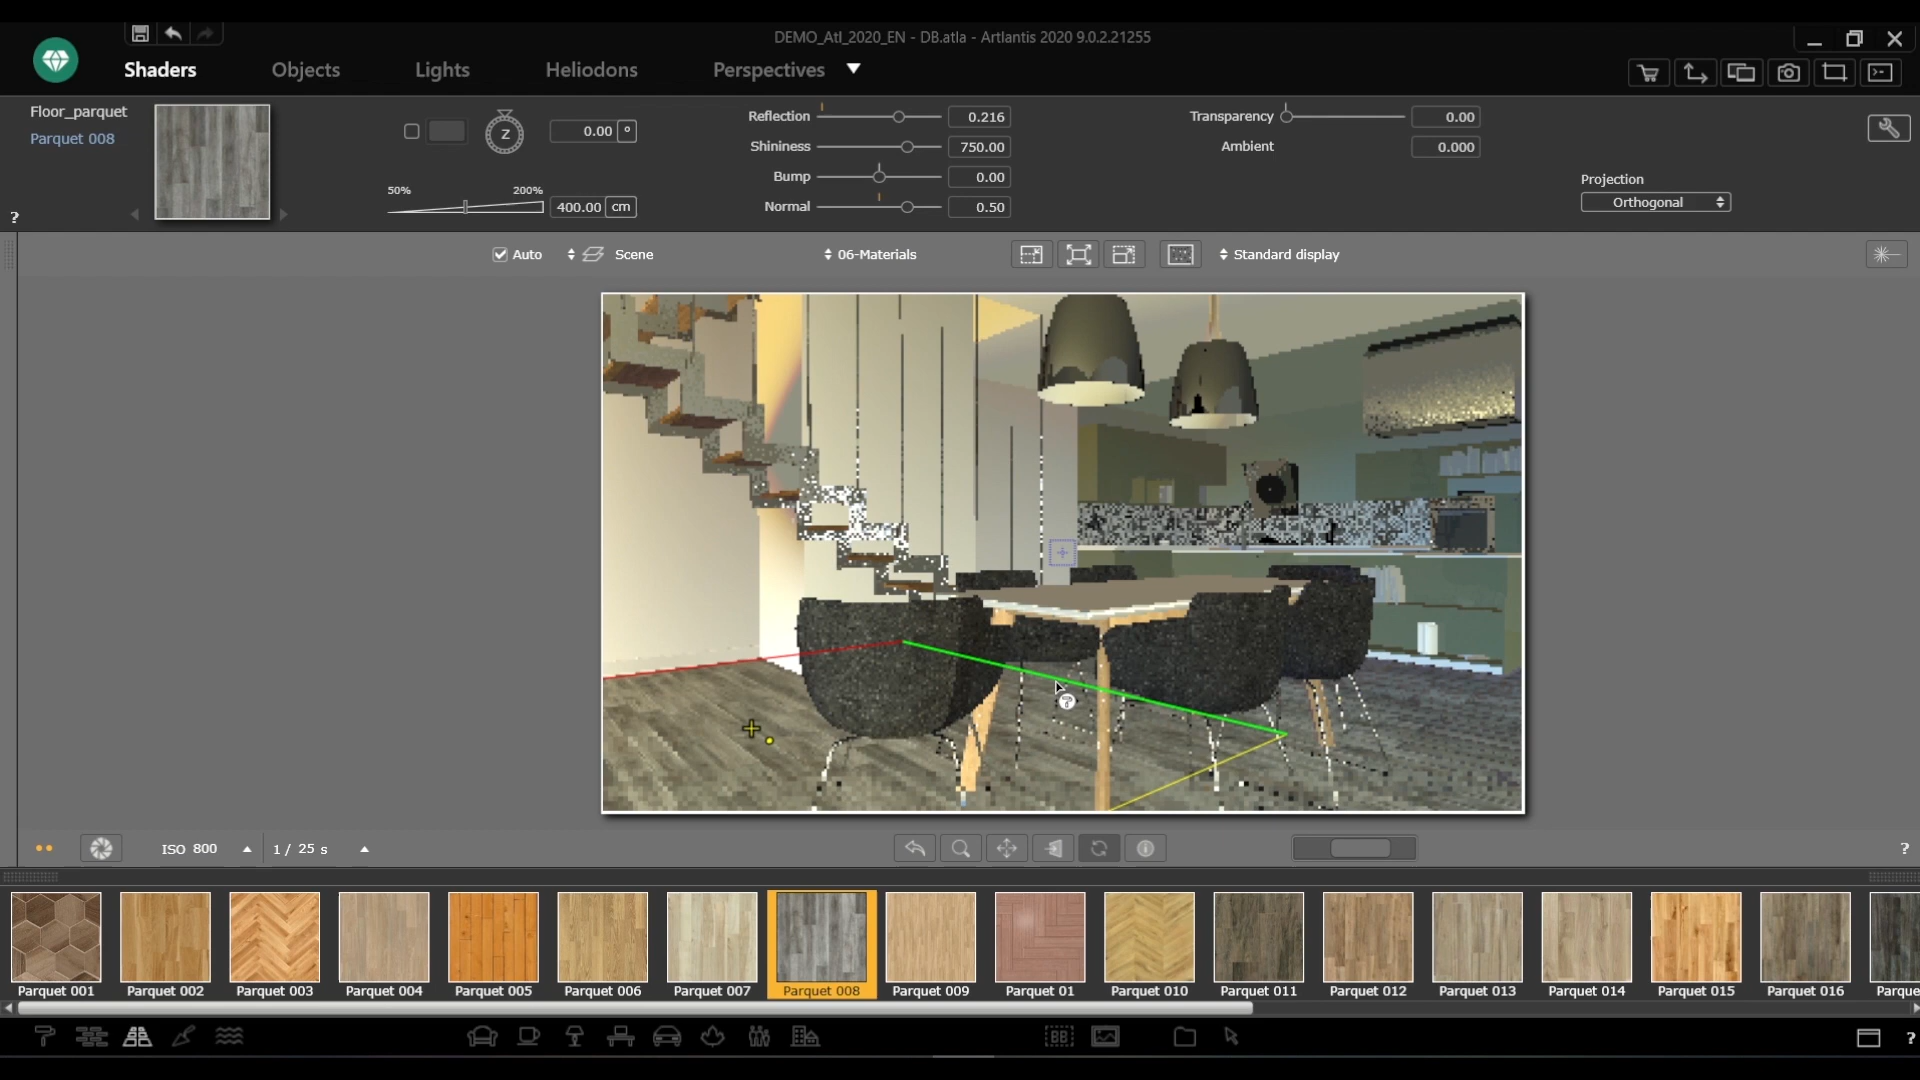 DEMO_Atl_2020_EN - DB.atla - Artlantis 2020 9.0.2.21255
Shaders Objects Lights Heliodons Perspectives
Floor_parquet
Parquet 008
Z
0.00 °
50% 200%
400.00 cm
Reflection 0.216
Shininess 750.00
Bump 0.00
Normal 0.50
Transparency 0.00
Ambient 0.000
Projection
Orthogonal
?
Auto Scene 06-Materials Standard display
ISO 800 1 / 25 s ?
Parquet 001 Parquet 002 Parquet 003 Parquet 004 Parquet 005 Parquet 006 Parquet 007 Parquet 008 Parquet 009 Parquet 01 Parquet 010 Parquet 011 Parquet 012 Parquet 013 Parquet 014 Parquet 015 Parquet 016 Parque
BB ?